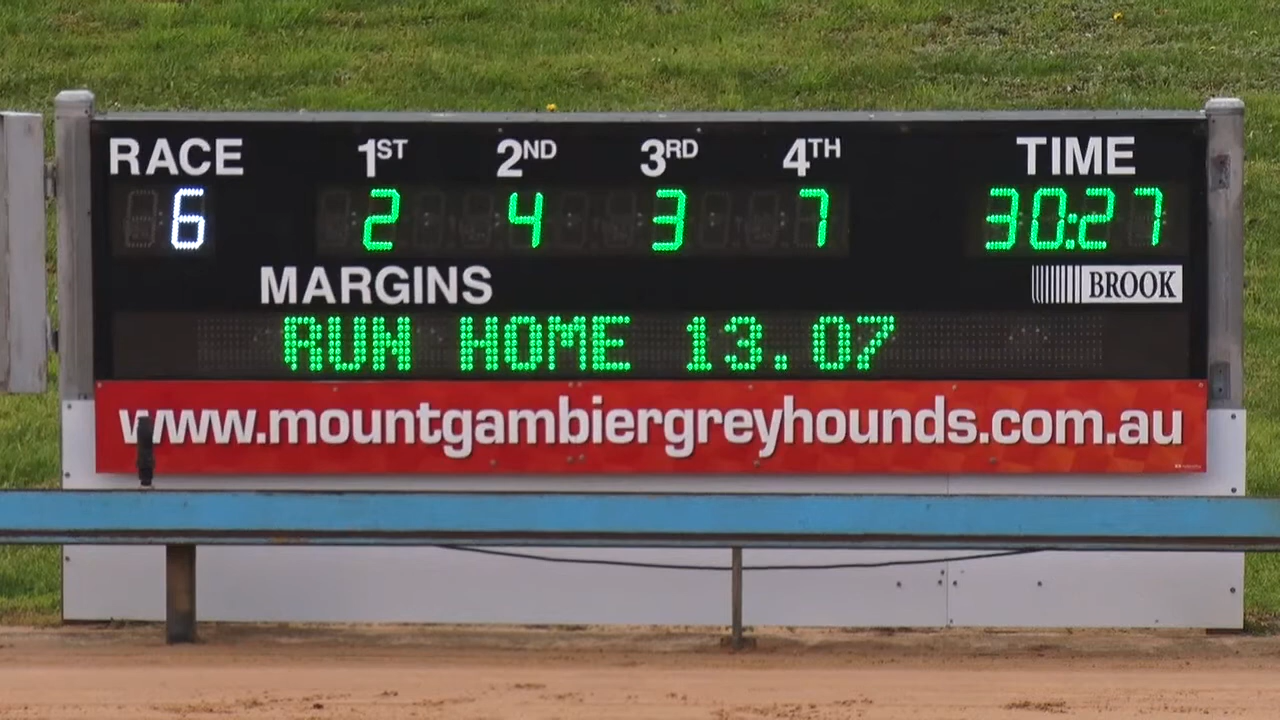 RACE 1ST 2ND 3RD 4TH TIME
6 2 4 3 7 30:27
MARGINS BROOK
RUN HOME 13.07
www.mountgambiergreyhounds.com.au